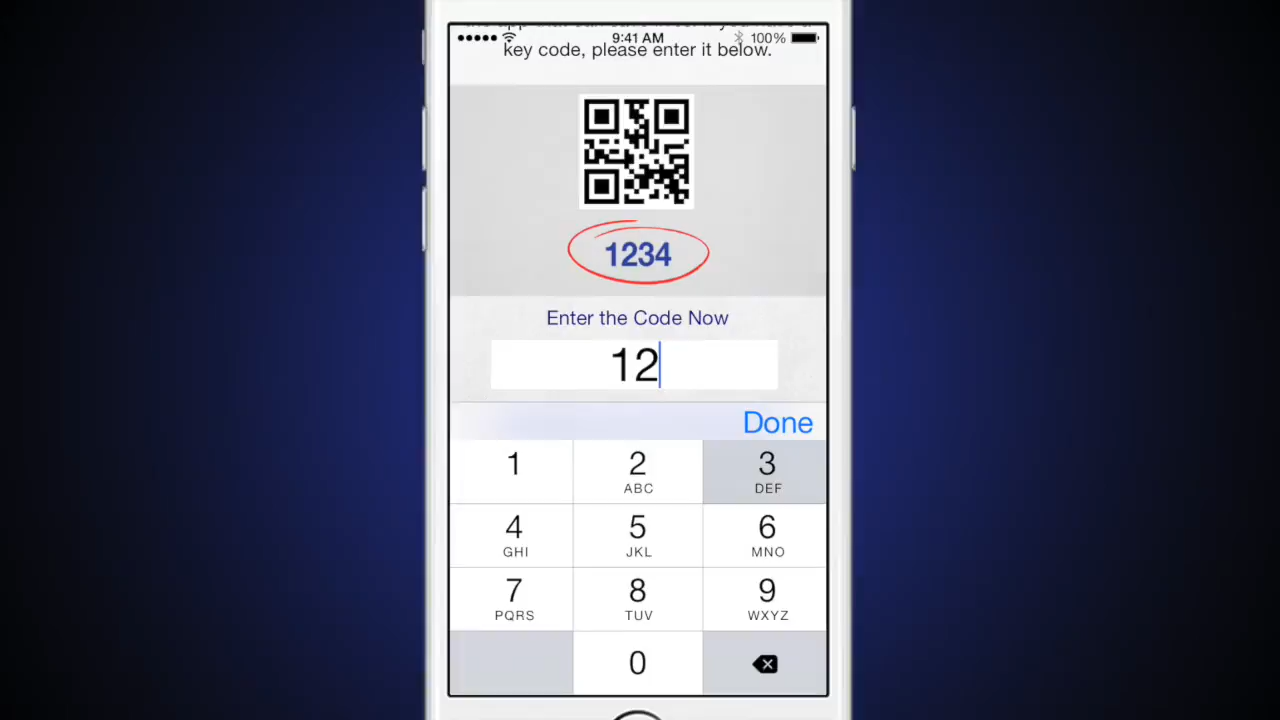 9:41 AM
100%
key code, please enter it below.
1234
Enter the Code Now
12
Done
1
2
ABC
3
DEF
4
GHI
5
JKL
6
MNO
7
PQRS
8
TUV
9
WXYZ
0